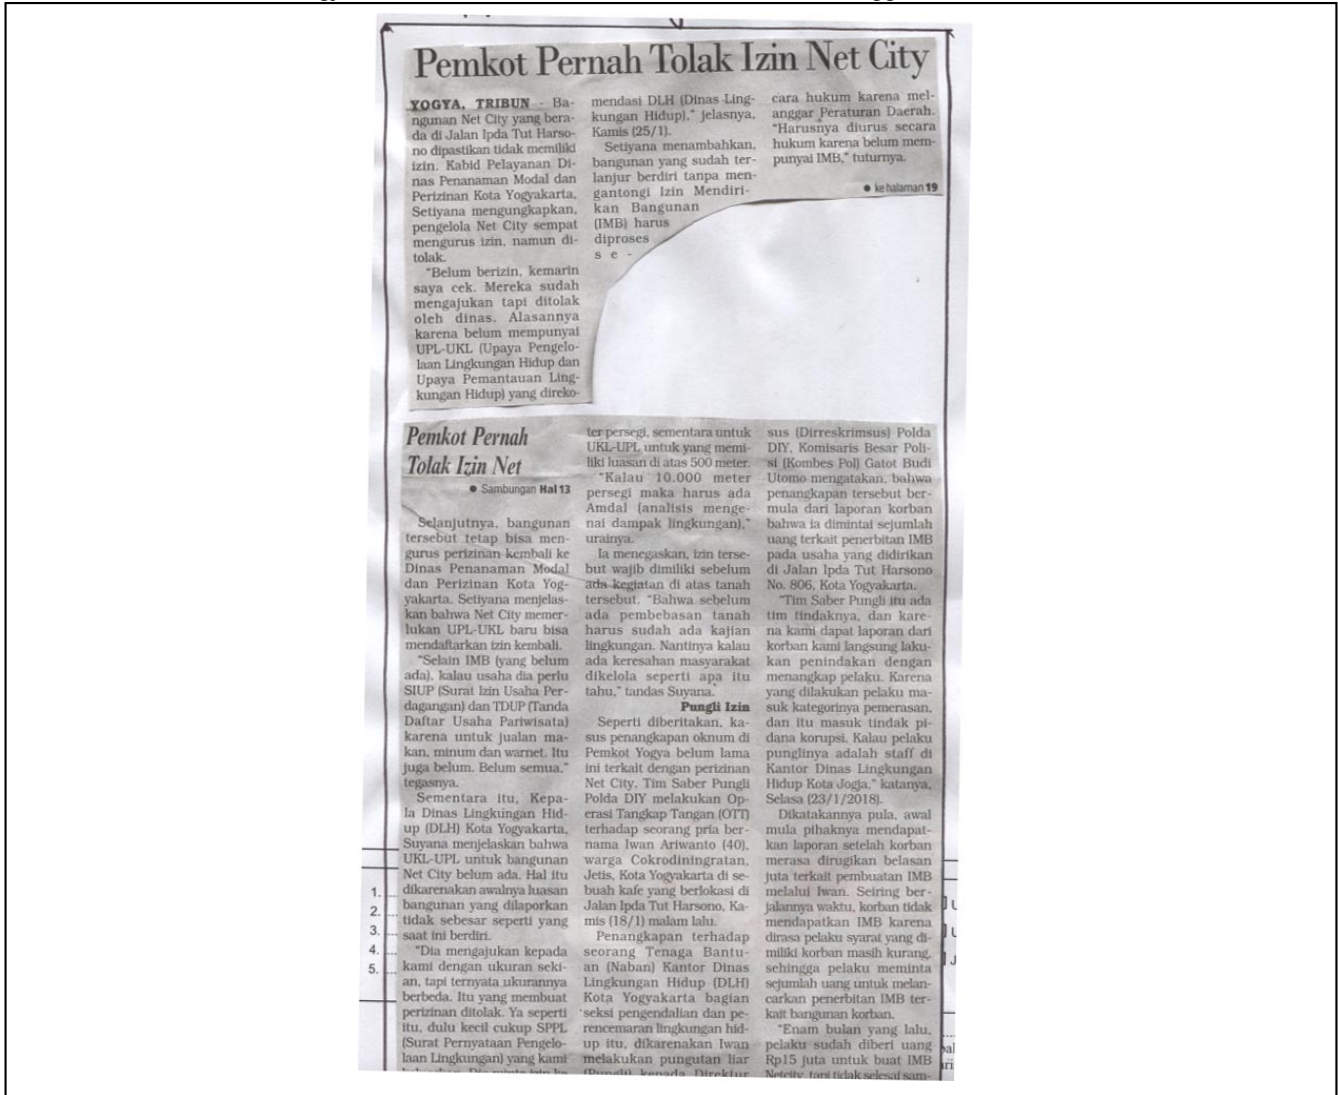 Pemkot Pernah Tolak Izin Net City
YOGYA, TRIBUN - Ba-
ngunan Net City yang bera-
da di Jalan Ipda Tut Harso-
no dipastikan tidak memiliki
izin. Kabid Pelayanan Di-
nas Penanaman Modal dan
Perizinan Kota Yogyakarta,
Setiyana mengungkapkan,
pengelola Net City sempat
mengurus izin, namun di-
tolak.
"Belum berizin, kemarin
saya cek. Mereka sudah
mengajukan tapi ditolak
oleh dinas. Alasannya
karena belum mempunyai
UPL-UKL (Upaya Pengelo-
laan Lingkungan Hidup dan
Upaya Pemantauan Ling-
kungan Hidup) yang direko-
mendasi DLH (Dinas Ling-
kungan Hidup)," jelasnya,
Kamis (25/1).
Setiyana menambahkan,
bangunan yang sudah ter-
lanjur berdiri tanpa men-
gantongi Izin Mendiri-
kan Bangunan
(IMB) harus
diproses
s e -
cara hukum karena mel-
anggar Peraturan Daerah.
"Harusnya diurus secara
hukum karena belum mem-
punyai IMB," tuturnya.
● ke halaman 19
Pemkot Pernah
Tolak Izin Net
● Sambungan Hal 13
Selanjutnya, bangunan
tersebut tetap bisa men-
gurus perizinan kembali ke
Dinas Penanaman Modal
dan Perizinan Kota Yog-
yakarta. Setiyana menjelas-
kan bahwa Net City memer-
lukan UPL-UKL baru bisa
mendaftarkan izin kembali.
"Selain IMB (yang belum
ada), kalau usaha dia perlu
SIUP (Surat Izin Usaha Per-
dagangan) dan TDUP (Tanda
Daftar Usaha Pariwisata)
karena untuk jualan ma-
kan, minum dan warnet. Itu
juga belum. Belum semua,"
tegasnya.
Sementara itu, Kepa-
la Dinas Lingkungan Hid-
up (DLH) Kota Yogyakarta,
Suyana menjelaskan bahwa
UKL-UPL untuk bangunan
Net City belum ada. Hal itu
dikarenakan awalnya luasan
bangunan yang dilaporkan
tidak sebesar seperti yang
saat ini berdiri.
"Dia mengajukan kepada
kami dengan ukuran seki-
an, tapi ternyata ukurannya
berbeda. Itu yang membuat
perizinan ditolak. Ya seperti
itu, dulu kecil cukup SPPL
(Surat Pernyataan Pengelo-
laan Lingkungan) yang kami
ter persegi, sementara untuk
UKL-UPL untuk yang memi-
liki luasan di atas 500 meter.
"Kalau 10.000 meter
persegi maka harus ada
Amdal (analisis menge-
nai dampak lingkungan),"
urainya.
Ia menegaskan, izin terse-
but wajib dimiliki sebelum
ada kegiatan di atas tanah
tersebut. "Bahwa sebelum
ada pembebasan tanah
harus sudah ada kajian
lingkungan. Nantinya kalau
ada keresahan masyarakat
dikelola seperti apa itu
tahu," tandas Suyana.
Pungli Izin
Seperti diberitakan, ka-
sus penangkapan oknum di
Pemkot Yogya belum lama
ini terkait dengan perizinan
Net City. Tim Saber Pungli
Polda DIY melakukan Op-
erasi Tangkap Tangan (OTT)
terhadap seorang pria ber-
nama Iwan Ariwanto (40),
warga Cokrodiningratan,
Jetis, Kota Yogyakarta di se-
buah kafe yang berlokasi di
Jalan Ipda Tut Harsono, Ka-
mis (18/1) malam lalu.
Penangkapan terhadap
seorang Tenaga Bantu-
an (Naban) Kantor Dinas
Lingkungan Hidup (DLH)
Kota Yogyakarta bagian
seksi pengendalian dan pe-
rencemaran lingkungan hid-
up itu, dikarenakan Iwan
melakukan pungutan liar
(Pungli) kepada Direktur
sus (Dirreskrimsus) Polda
DIY, Komisaris Besar Poli-
si (Kombes Pol) Gatot Budi
Utomo mengatakan, bahwa
penangkapan tersebut ber-
mula dari laporan korban
bahwa ia dimintai sejumlah
uang terkait penerbitan IMB
pada usaha yang didirikan
di Jalan Ipda Tut Harsono
No. 806, Kota Yogyakarta.
"Tim Saber Pungli itu ada
tim tindaknya, dan kare-
na kami dapat laporan dari
korban kami langsung laku-
kan penindakan dengan
menangkap pelaku. Karena
yang dilakukan pelaku ma-
suk kategorinya pemerasan,
dan itu masuk tindak pi-
dana korupsi. Kalau pelaku
punglinya adalah staff di
Kantor Dinas Lingkungan
Hidup Kota Jogja," katanya,
Selasa (23/1/2018).
Dikatakannya pula, awal
mula pihaknya mendapat-
kan laporan setelah korban
merasa dirugikan belasan
juta terkait pembuatan IMB
melalui Iwan. Seiring ber-
jalannya waktu, korban tidak
mendapatkan IMB karena
dirasa pelaku syarat yang di-
miliki korban masih kurang,
sehingga pelaku meminta
sejumlah uang untuk melan-
carkan penerbitan IMB ter-
kait bangunan korban.
"Enam bulan yang lalu,
pelaku sudah diberi uang
Rp15 juta untuk buat IMB
Netcity, tapi tidak selesai sam-
1.
2.
3.
4.
5.